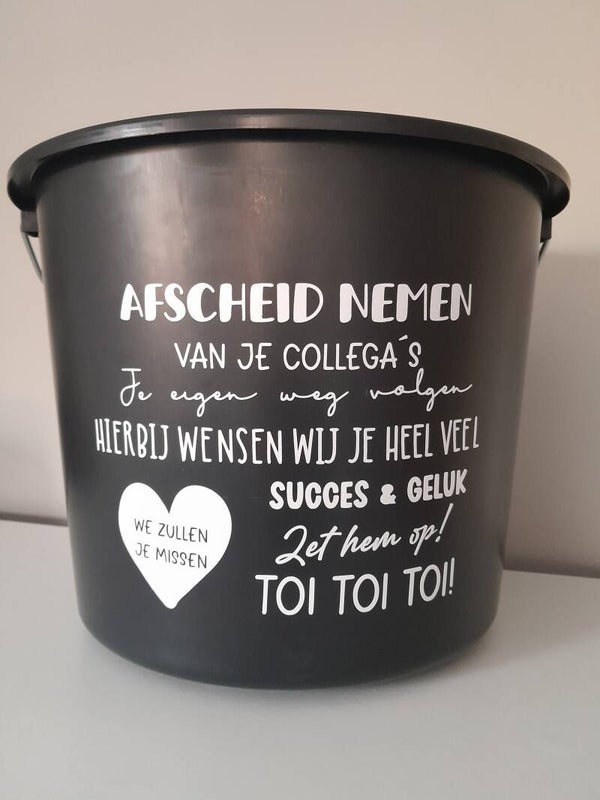 AFSCHEID NEMEN
VAN JE COLLEGA´S
Je eigen weg volgen
HIERBIJ WENSEN WIJ JE HEEL VEEL
SUCCES & GELUK
Zet hem op!
TOI TOI TOI!
WE ZULLEN
JE MISSEN